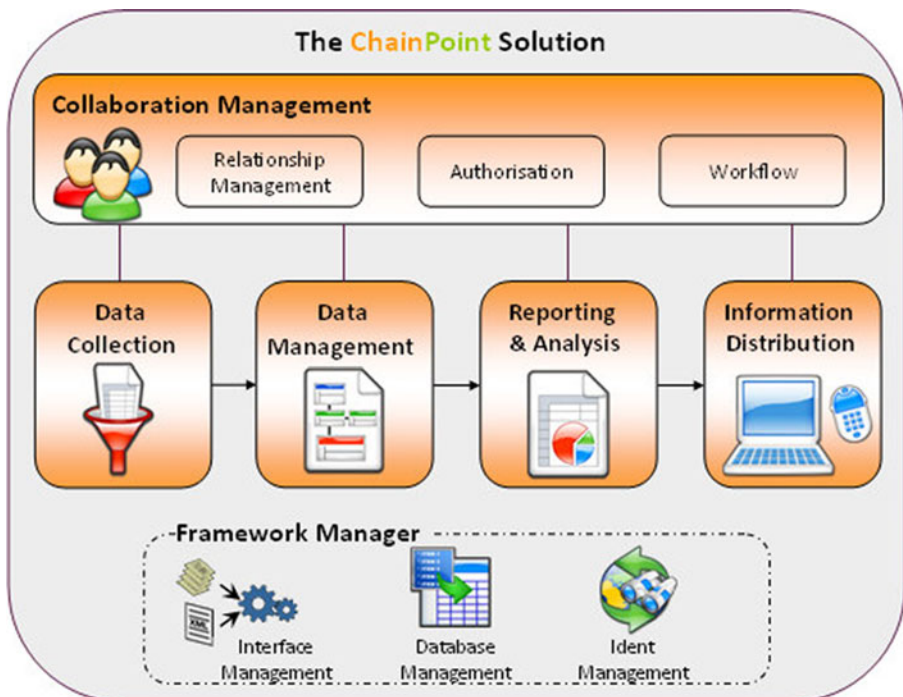 The ChainPoint Solution
Collaboration Management
Relationship
Management
Authorisation
Workflow
Data
Collection
Data
Management
Reporting
& Analysis
Information
Distribution
Framework Manager
XML
Interface
Management
Database
Management
Ident
Management